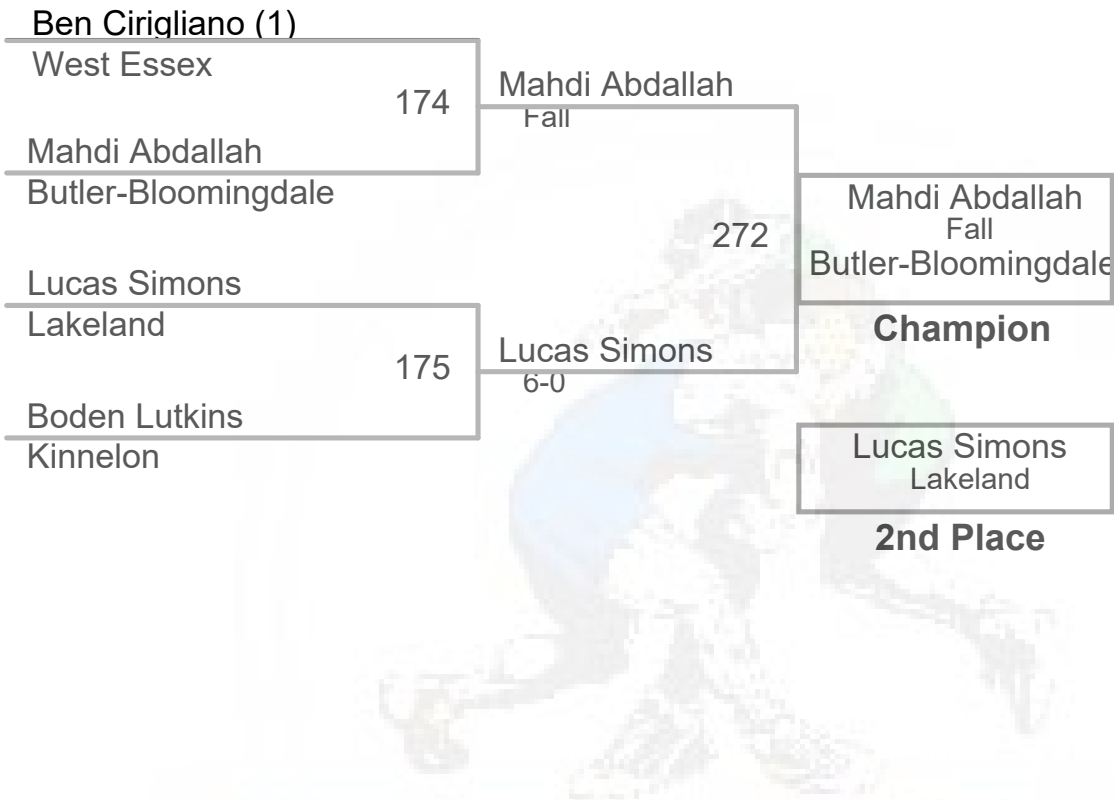 Ben Cirigliano (1)
West Essex
174
Mahdi Abdallah
Butler-Bloomingdale
Mahdi Abdallah
Fall
Lucas Simons
Lakeland
175
Boden Lutkins
Kinnelon
Lucas Simons
6-0
272
Mahdi Abdallah
Fall
Butler-Bloomingdale
Champion
Lucas Simons
Lakeland
2nd Place